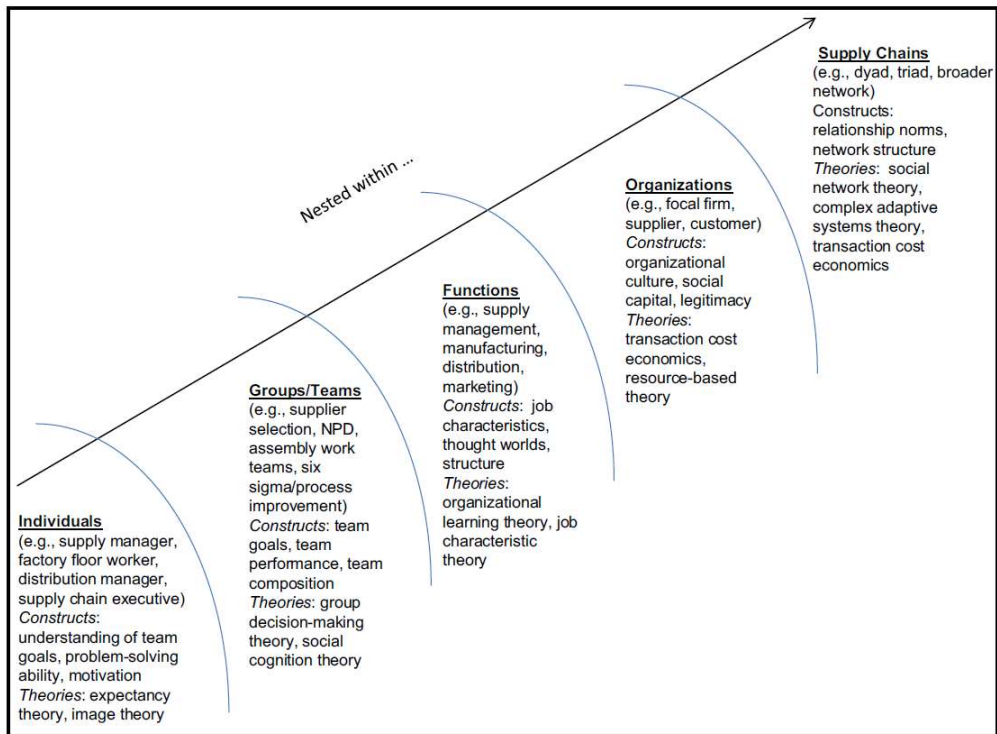 Supply Chains
(e.g., dyad, triad, broader
network)
Constructs:
relationship norms,
network structure
Theories: social
network theory,
complex adaptive
systems theory,
transaction cost
economics
Nested within ...
Organizations
(e.g., focal firm,
supplier, customer)
Constructs:
organizational
culture, social
capital, legitimacy
Theories:
transaction cost
economics,
resource-based
theory
Functions
(e.g., supply
management,
manufacturing,
distribution,
marketing)
Constructs: job
characteristics,
thought worlds,
structure
Theories:
organizational
learning theory, job
characteristic
theory
Groups/Teams
(e.g., supplier
selection, NPD,
assembly work
teams, six
sigma/process
improvement)
Constructs: team
goals, team
performance, team
composition
Theories: group
decision-making
theory, social
cognition theory
Individuals
(e.g., supply manager,
factory floor worker,
distribution manager,
supply chain executive)
Constructs:
understanding of team
goals, problem-solving
ability, motivation
Theories: expectancy
theory, image theory